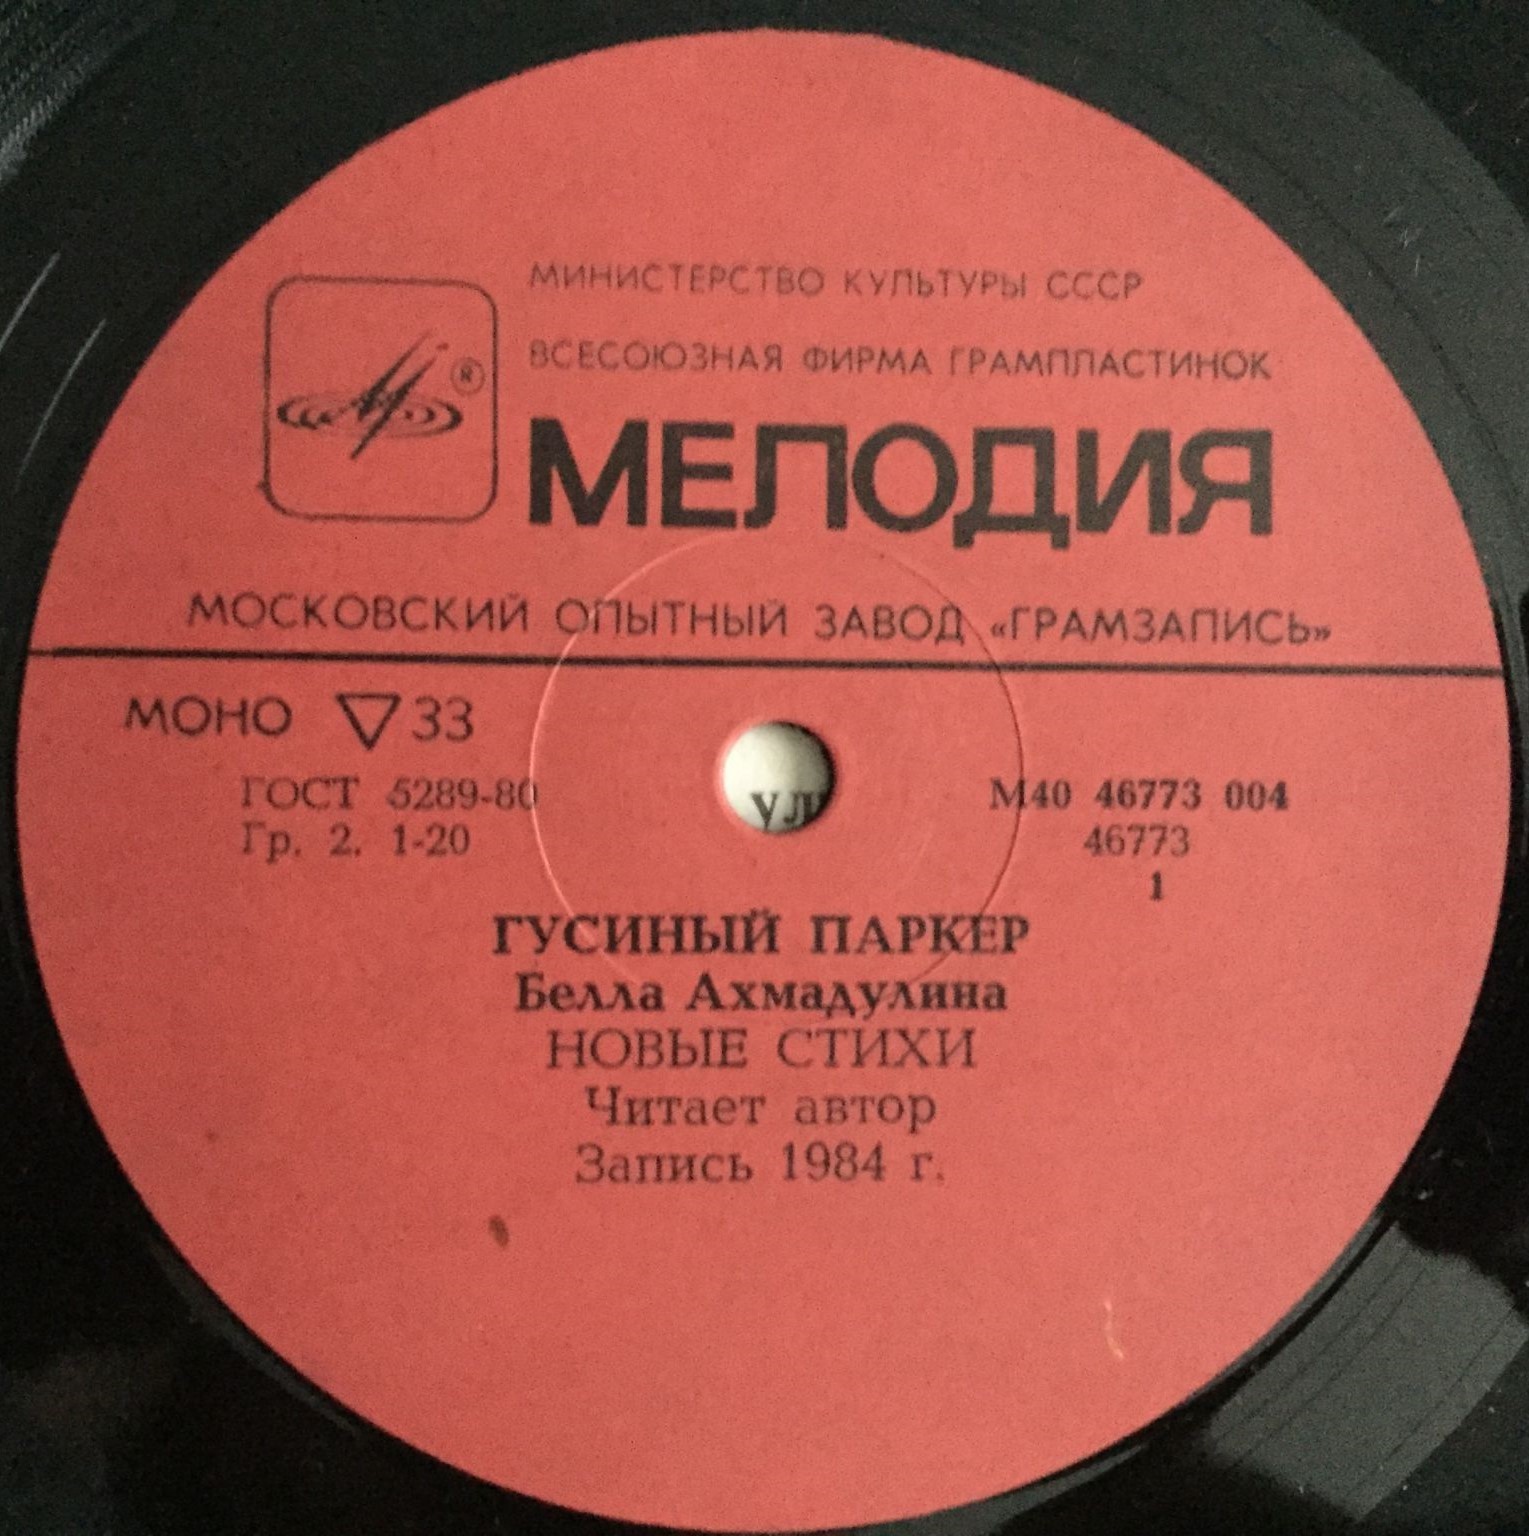 МИНИСТЕРСТВО КУЛЬТУРЫ СССР
ВСЕСОЮЗНАЯ ФИРМА ГРАМПЛАСТИНОК
®
МЕЛОДИЯ
МОСКОВСКИЙ ОПЫТНЫЙ ЗАВОД «ГРАМЗАПИСЬ»
МОНО ▽ 33
ГОСТ 5289-80
Гр. 2. 1-20
М40 46773 004
46773
1
ГУСИНЫЙ ПАРКЕР
Белла Ахмадулина
НОВЫЕ СТИХИ
Читает автор
Запись 1984 г.